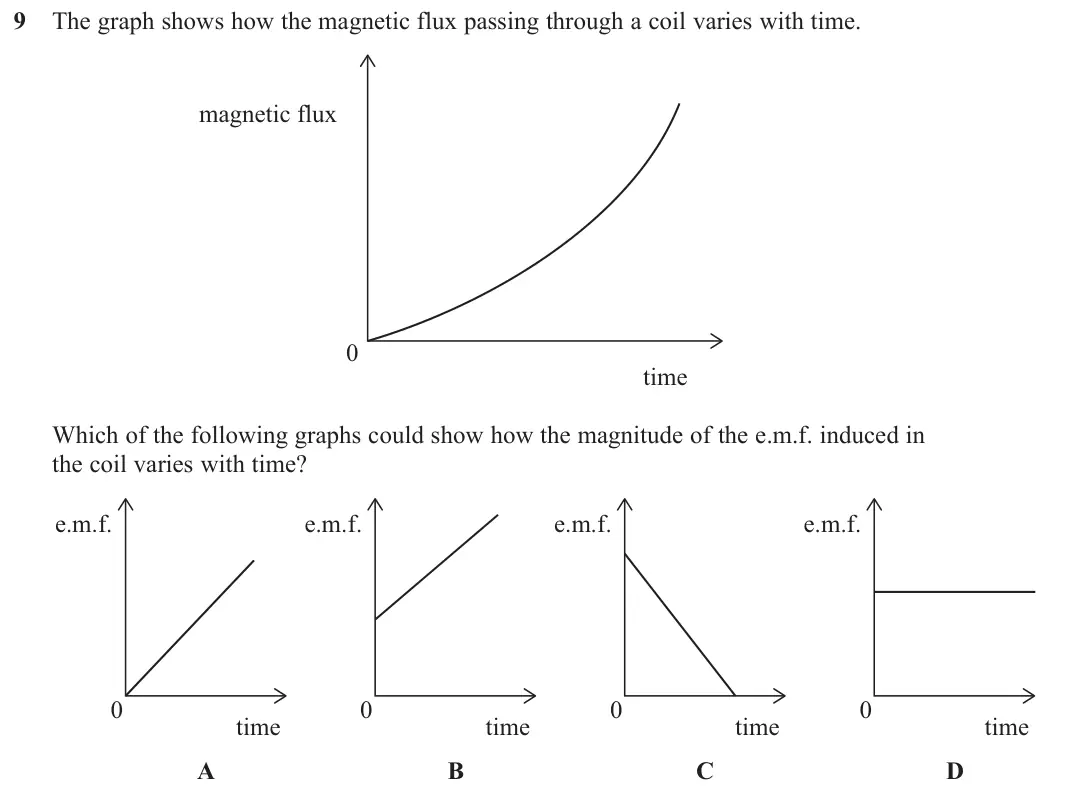 9 The graph shows how the magnetic flux passing through a coil varies with time.
magnetic flux
0
time
Which of the following graphs could show how the magnitude of the e.m.f. induced in
the coil varies with time?
e.m.f. e.m.f. e.m.f. e.m.f.
0 0 0 0
time time time time
A B C D